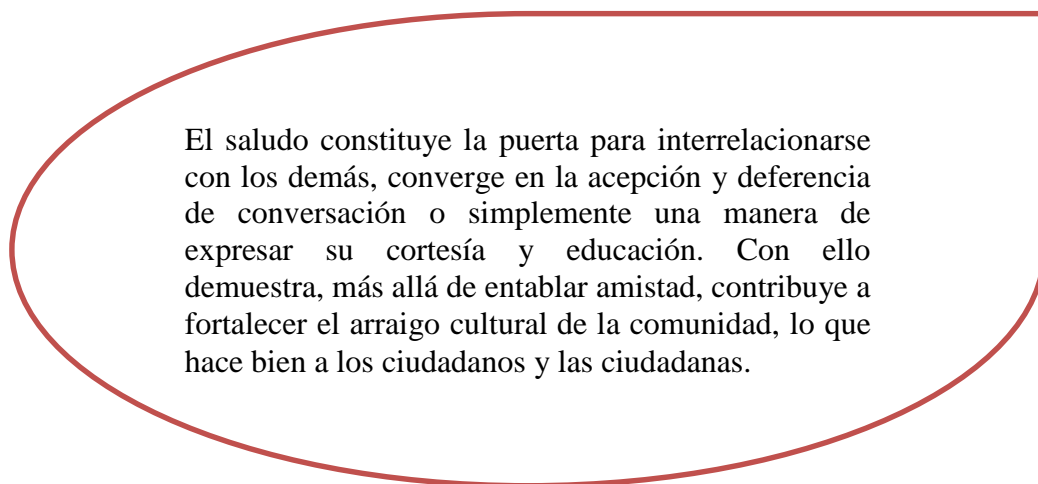 El saludo constituye la puerta para interrelacionarse
con los demás, converge en la acepción y deferencia
de conversación o simplemente una manera de
expresar su cortesía y educación. Con ello
demuestra, más allá de entablar amistad, contribuye a
fortalecer el arraigo cultural de la comunidad, lo que
hace bien a los ciudadanos y las ciudadanas.